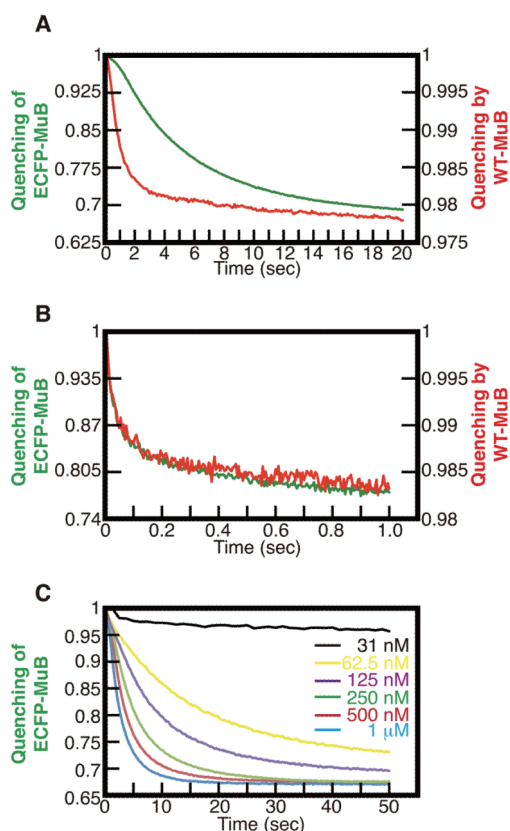 A
Quenching of
ECFP-MuB
1
0.925
0.85
0.775
0.7
0.625
1
0.995
0.99
0.985
0.98
0.975
Quenching by
WT-MuB
0 2 4 6 8 10 12 14 16 18 20
Time (sec)
B
Quenching of
ECFP-MuB
1
0.935
0.87
0.805
0.74
1
0.995
0.99
0.985
0.98
Quenching by
WT-MuB
0 0.2 0.4 0.6 0.8 1.0
Time (sec)
C
Quenching of
ECFP-MuB
1
0.95
0.9
0.85
0.8
0.75
0.7
0.65
31 nM
62.5 nM
125 nM
250 nM
500 nM
1 µM
0 10 20 30 40 50
Time (sec)